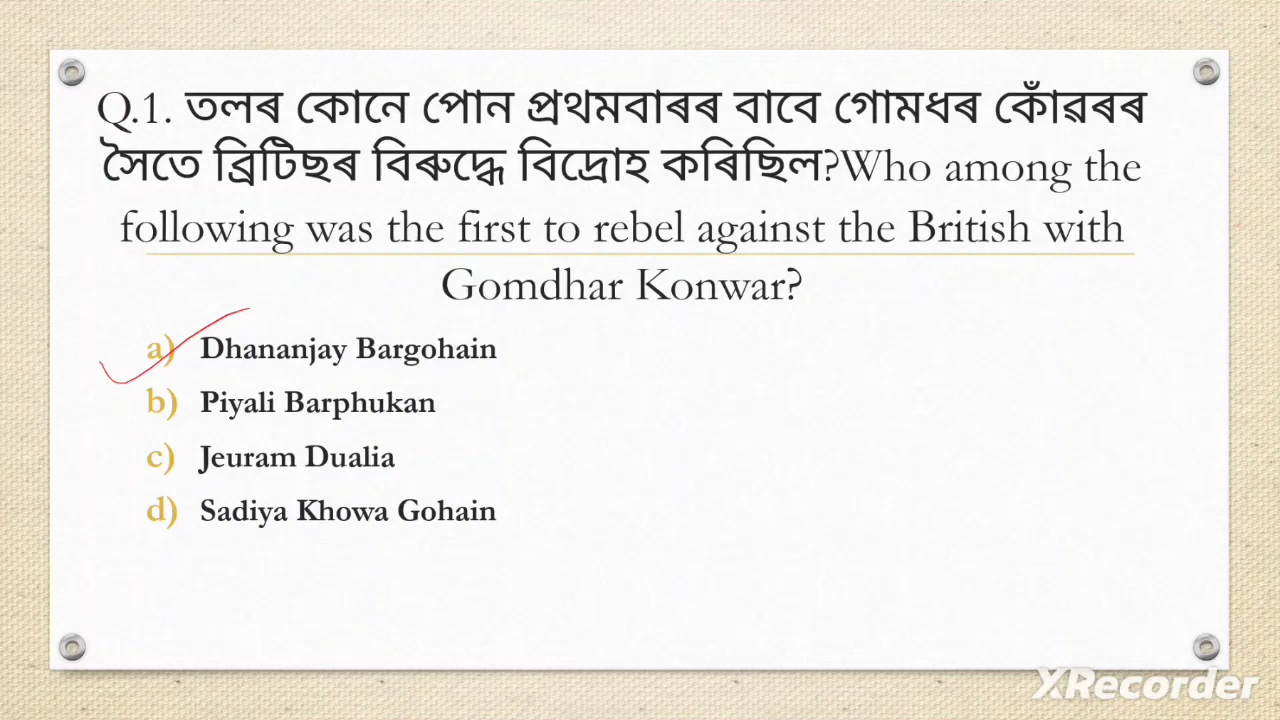 Q.1. তলৰ কোনে পোন প্ৰথমবাৰৰ বাবে গোমধৰ কোঁৱৰৰ
সৈতে ব্ৰিটিছৰ বিৰুদ্ধে বিদ্ৰোহ কৰিছিল?Who among the
following was the first to rebel against the British with
Gomdhar Konwar?
a) Dhananjay Bargohain
b) Piyali Barphukan
c) Jeuram Dualia
d) Sadiya Khowa Gohain
XRecorder